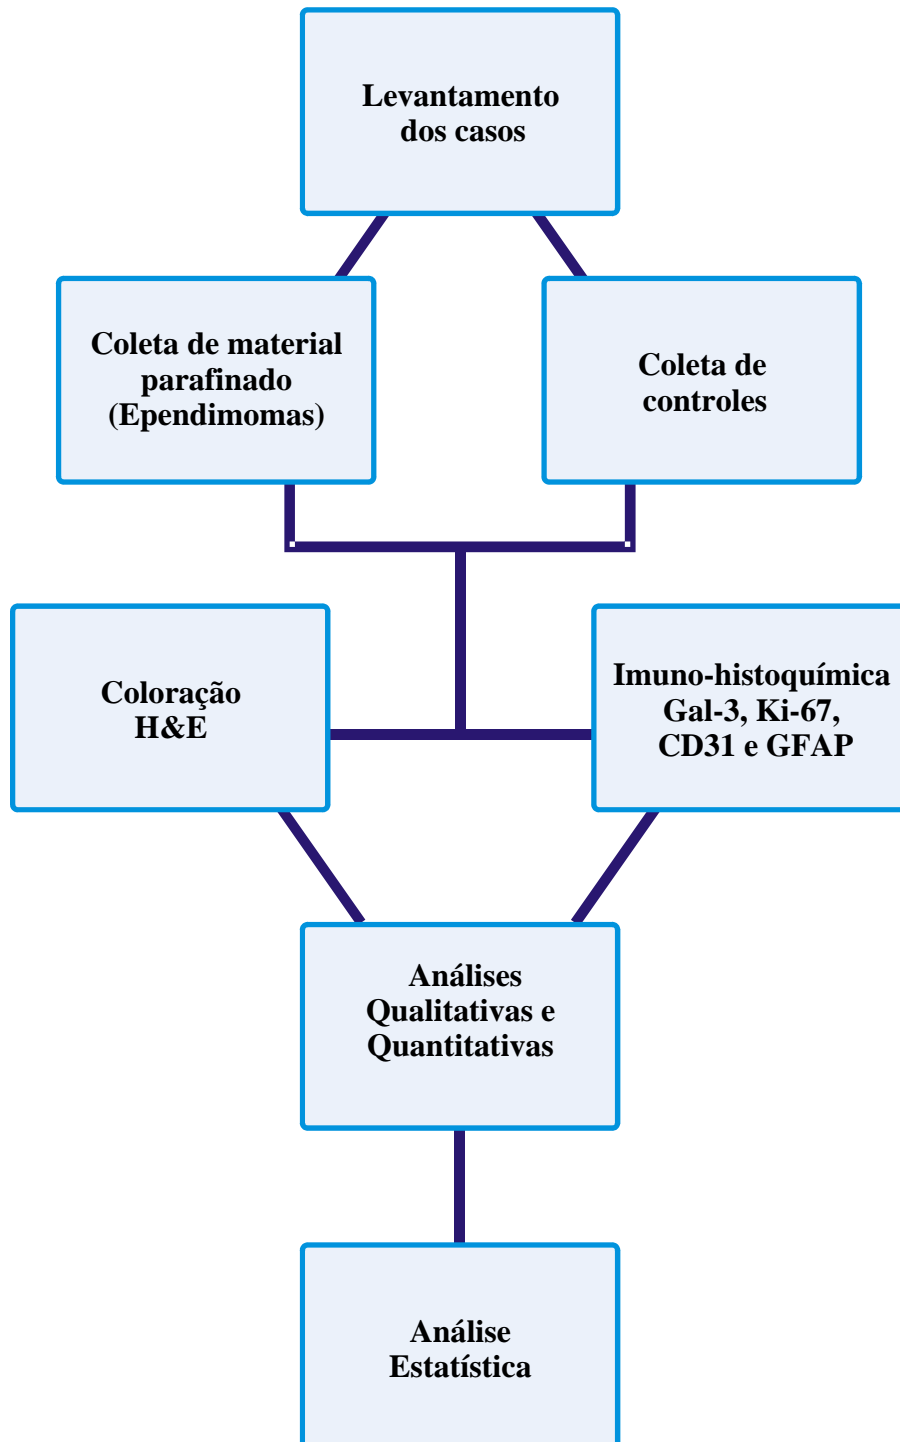 Levantamento
dos casos
Coleta de material
parafinado
(Ependimomas)
Coleta de
controles
Coloração
H&E
Imuno-histoquímica
Gal-3, Ki-67,
CD31 e GFAP
Análises
Qualitativas e
Quantitativas
Análise
Estatística